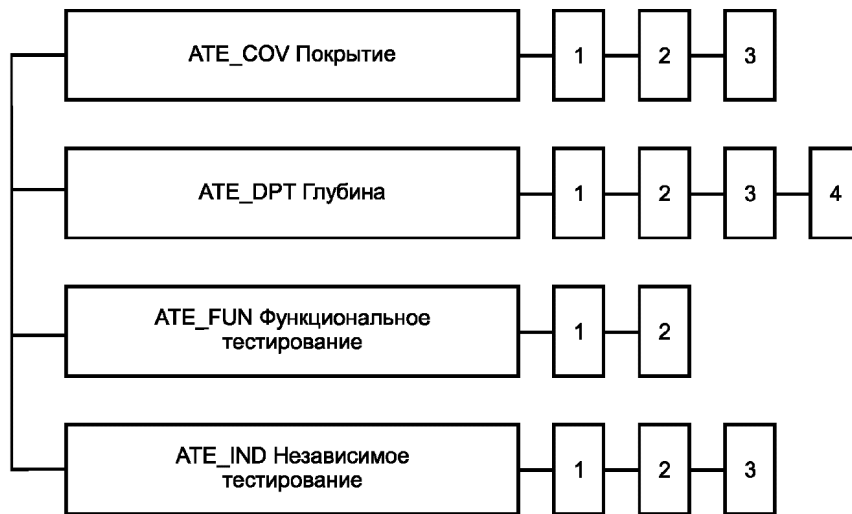 ATE_COV Покрытие 1 2 3
ATE_DPT Глубина 1 2 3 4
ATE_FUN Функциональное
тестирование 1 2
ATE_IND Независимое
тестирование 1 2 3